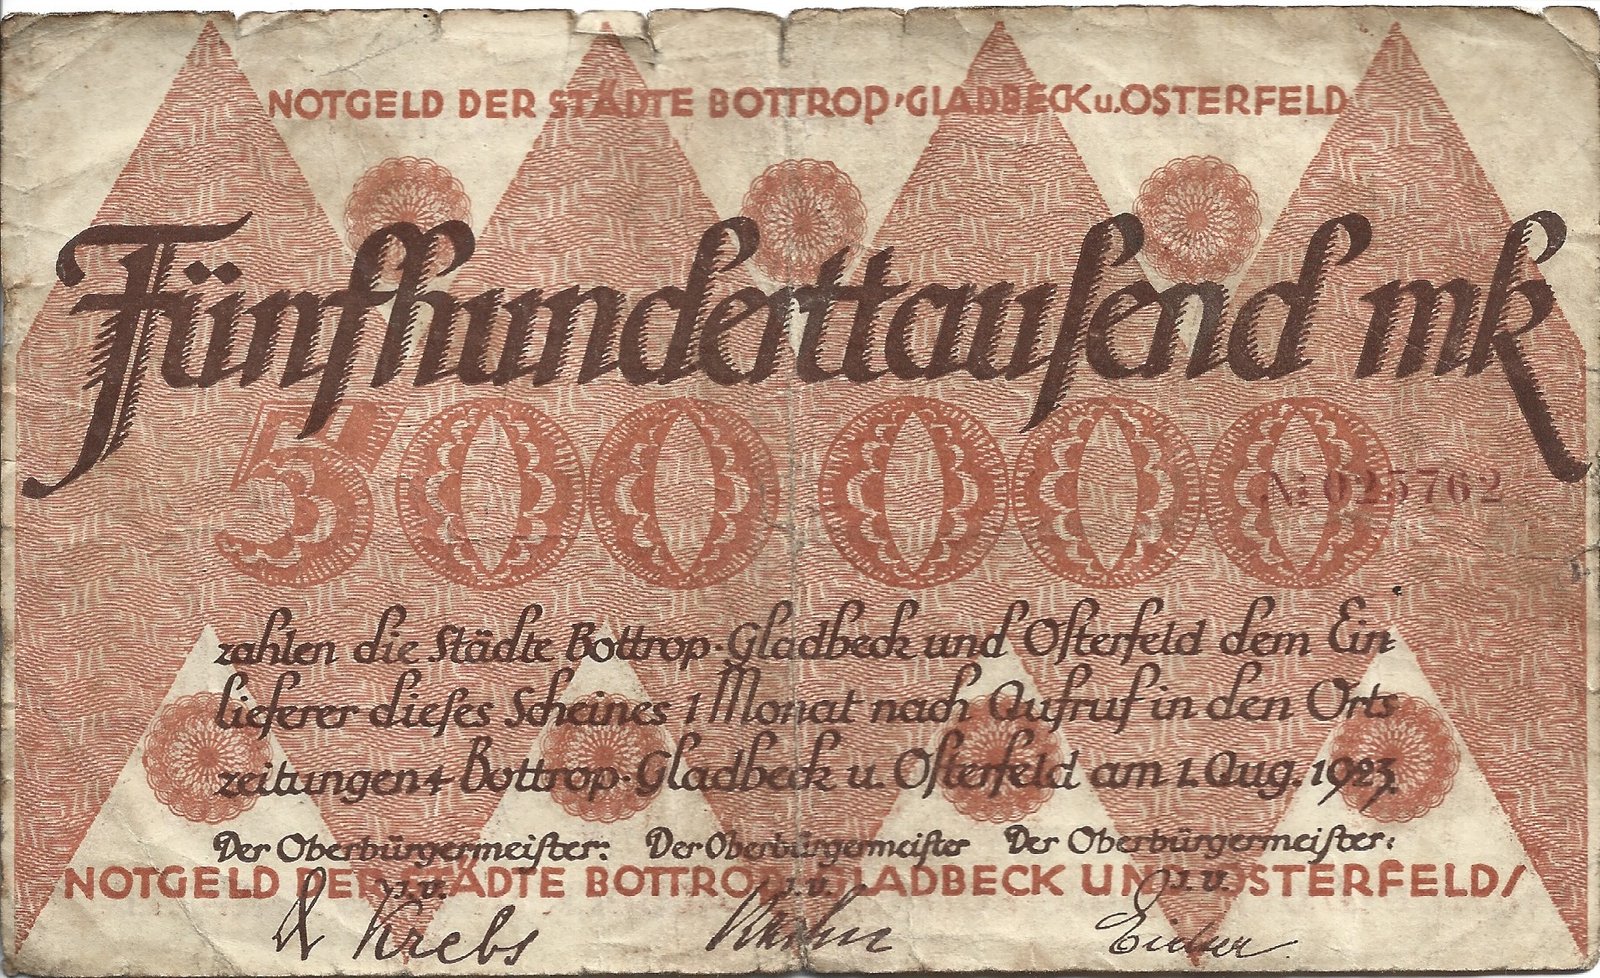 NOTGELD DER STÄDTE BOTTROP, GLADBECK u. OSTERFELD
Fünfhunderttauſend mk
500 000
№ 025762
zahlen die Städte Bottrop-Gladbeck und Oſterfeld dem Ein-
lieferer dieſes Scheines 1 Monat nach Aufruf in den Orts
zeitungen + Bottrop-Gladbeck u. Oſterfeld am 1. Aug. 1923.
Der Oberbürgermeiſter: Der Oberbürgermeiſter Der Oberbürgermeiſter:
J.V. J.V. J.V.
NOTGELD DER STÄDTE BOTTROP, GLADBECK UND OSTERFELD/
Krebs